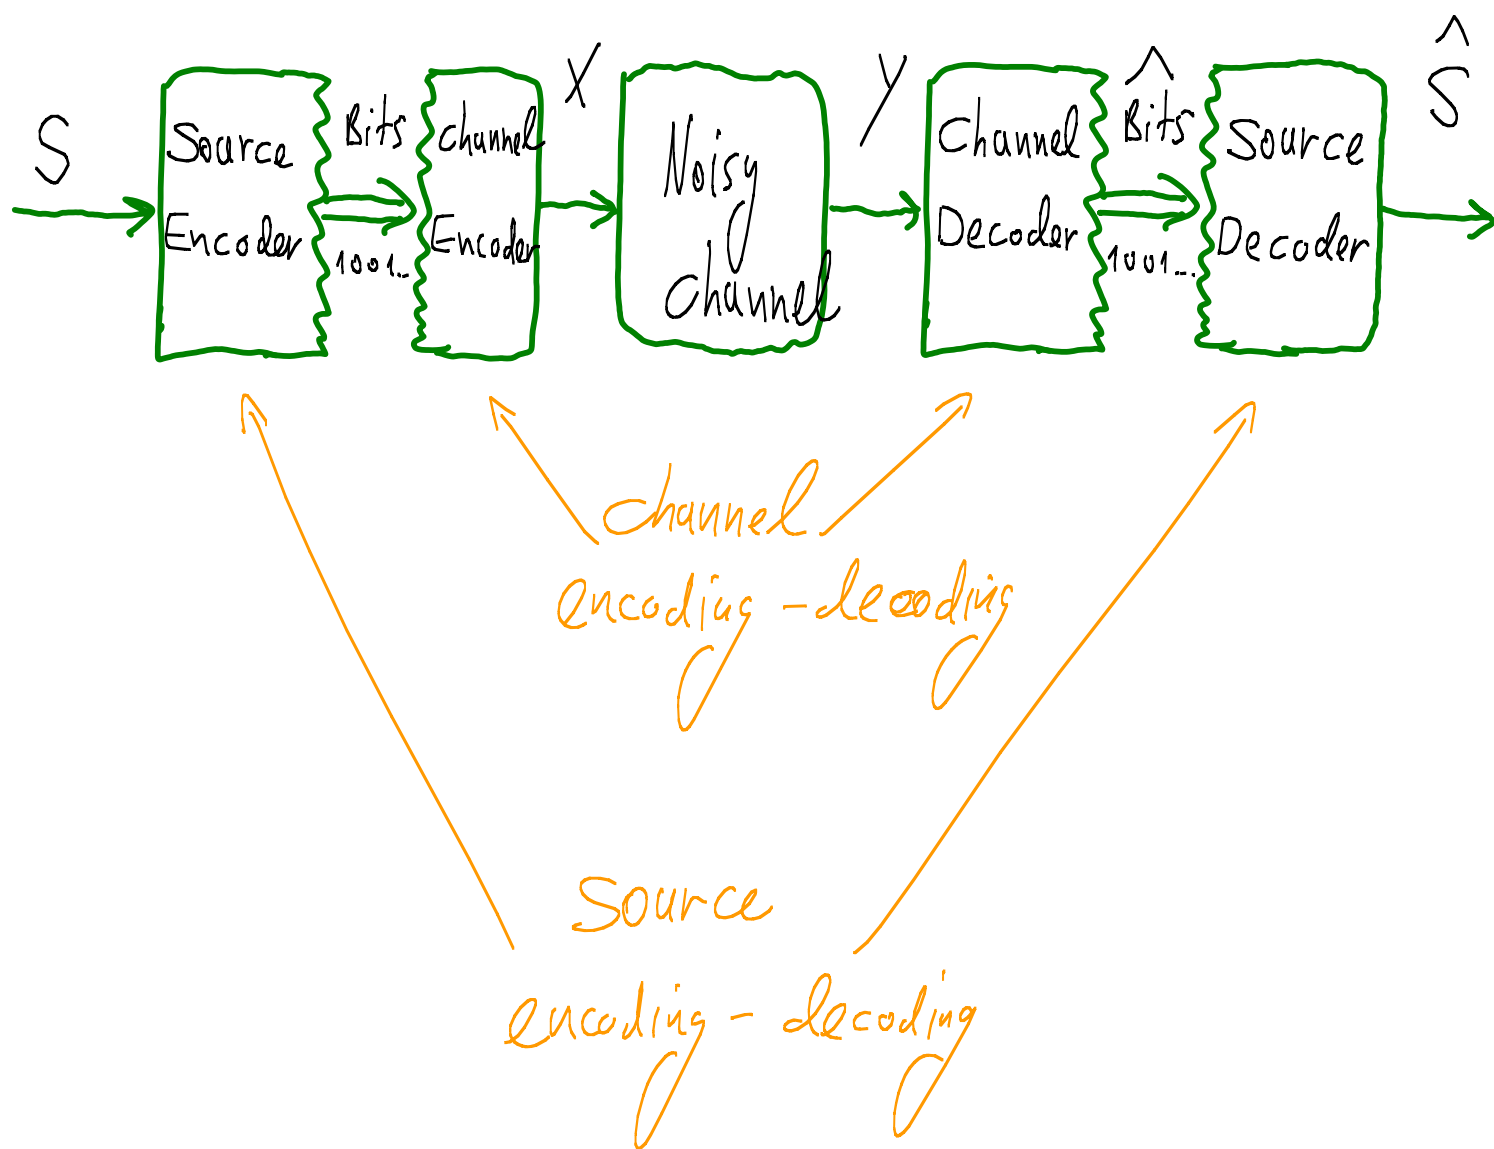 S
Source
Encoder
Bits
1001...
Channel
Encoder
X
Noisy
Channel
Y
Channel
Decoder
B̂its
1001...
Source
Decoder
Ŝ
Channel
encoding - decoding
Source
encoding - decoding